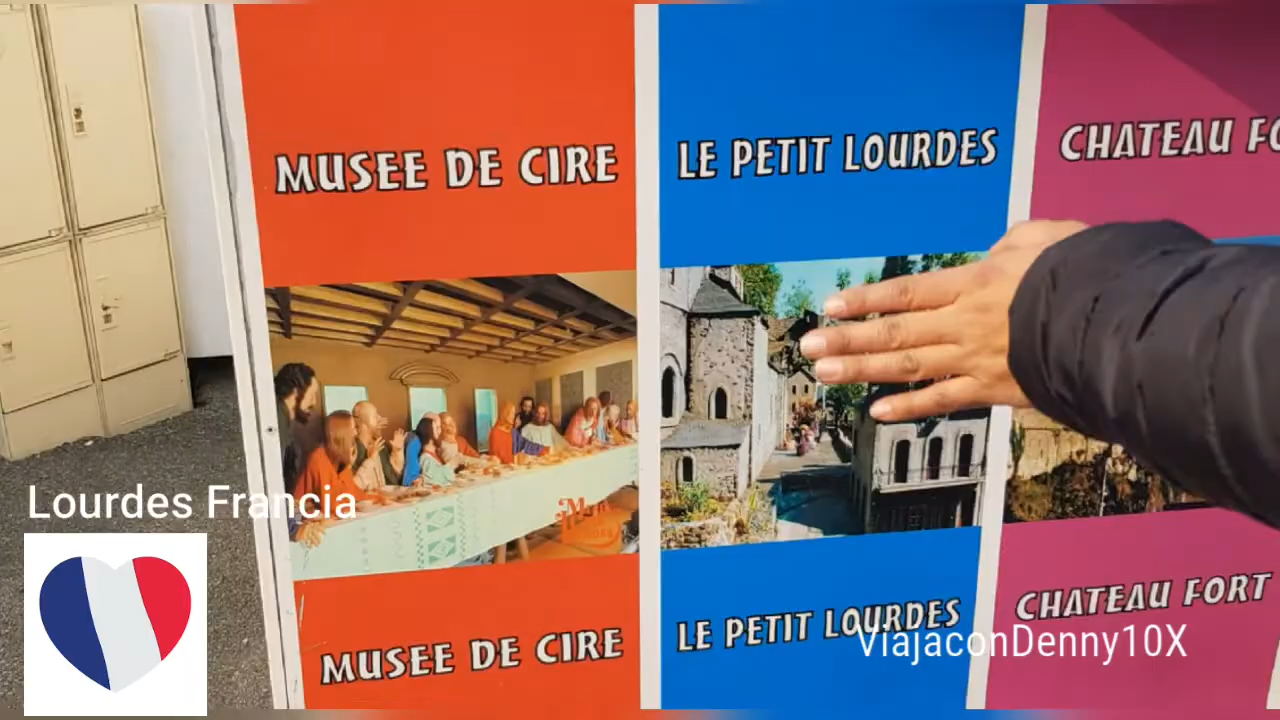 MUSEE DE CIRE
LE PETIT LOURDES
CHATEAU FO
MUSEE DE CIRE
LE PETIT LOURDES
CHATEAU FORT
Lourdes Francia
ViajaconDenny10X